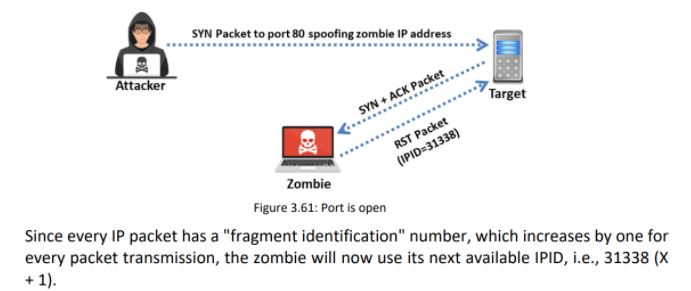 SYN Packet to port 80 spoofing zombie IP address
Attacker
Target
SYN + ACK Packet
RST Packet
(IPID=31338)
Zombie
Figure 3.61: Port is open
Since every IP packet has a "fragment identification" number, which increases by one for
every packet transmission, the zombie will now use its next available IPID, i.e., 31338 (X
+ 1).